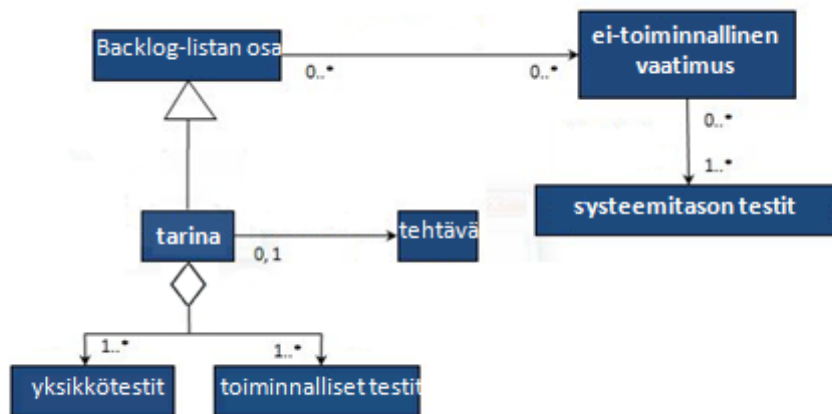 Backlog-listan osa
ei-toiminnallinen
vaatimus
0..*
0..*
0..*
1..*
systeemitason testit
tarina
0,1
tehtävä
1..*
1..*
yksikkötestit
toiminnalliset testit